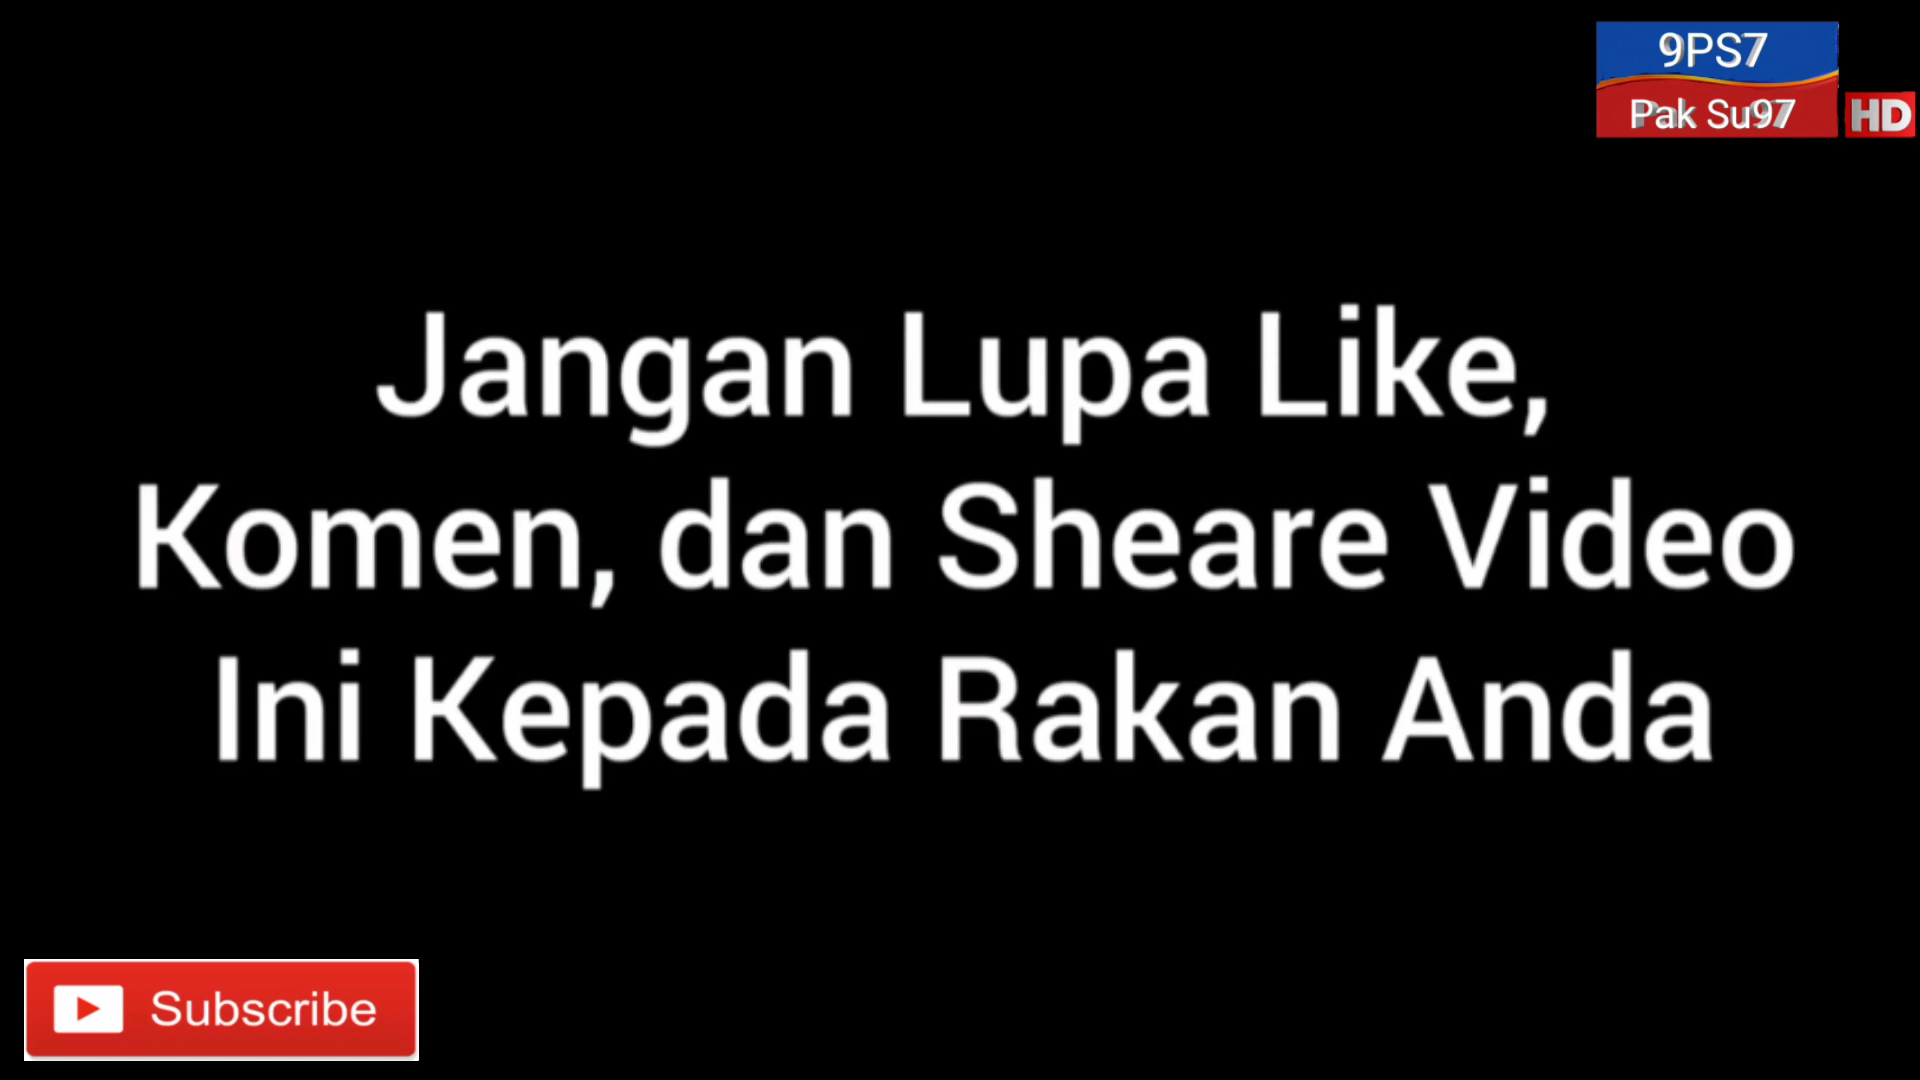 9PS7
Pak Su97
HD
Jangan Lupa Like,
Komen, dan Sheare Video
Ini Kepada Rakan Anda
Subscribe